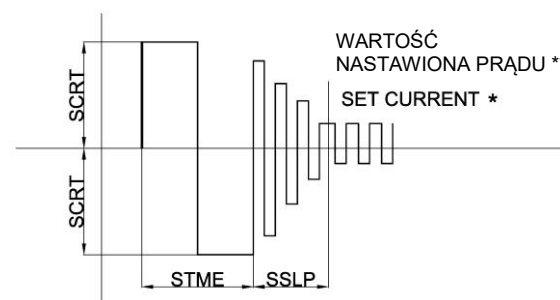 WARTOŚĆ
NASTAWIONA PRĄDU *
SET CURRENT *
SCRT
SCRT
STME
SSLP